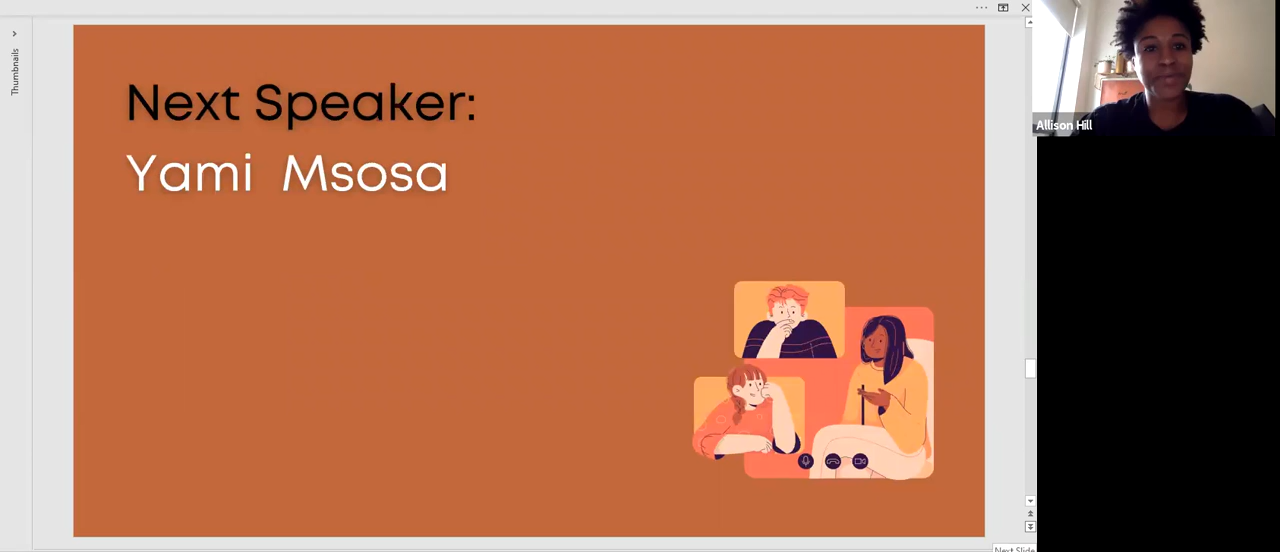 Thumbnails
Next Speaker:
Yami Msosa
Allison Hill
Next Slide